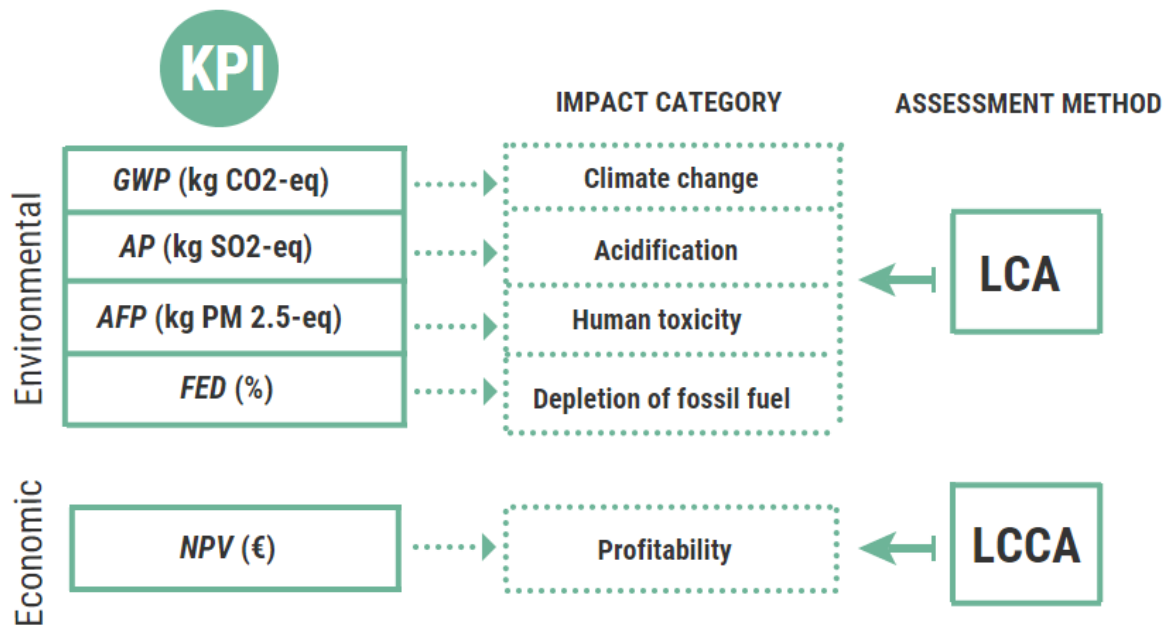 KPI
IMPACT CATEGORY
ASSESSMENT METHOD
Environmental
GWP (kg CO2-eq)
Climate change
AP (kg SO2-eq)
Acidification
AFP (kg PM 2.5-eq)
Human toxicity
FED (%)
Depletion of fossil fuel
LCA
Economic
NPV (€)
Profitability
LCCA